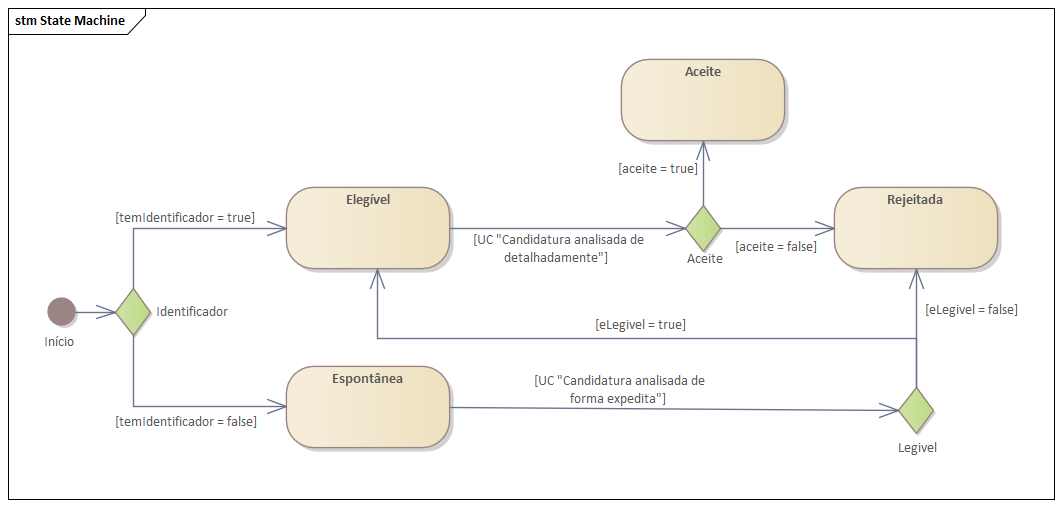 stm State Machine
Aceite
[aceite = true]
Elegível
Rejeitada
[temIdentificador = true]
[UC "Candidatura analisada de
detalhadamente"]
[aceite = false]
Aceite
Identificador
[eLegivel = false]
[eLegivel = true]
Início
Espontânea
[UC "Candidatura analisada de
forma expedita"]
[temIdentificador = false]
Legivel